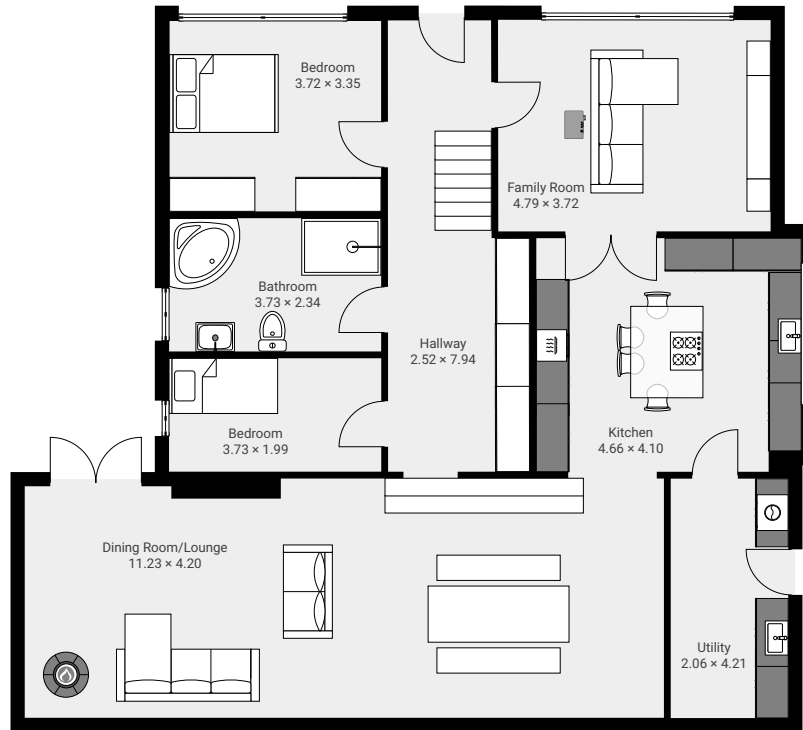 Bedroom
3.72 × 3.35
Family Room
4.79 × 3.72
Bathroom
3.73 × 2.34
Hallway
2.52 × 7.94
Bedroom
3.73 × 1.99
Kitchen
4.66 × 4.10
Dining Room/Lounge
11.23 × 4.20
Utility
2.06 × 4.21